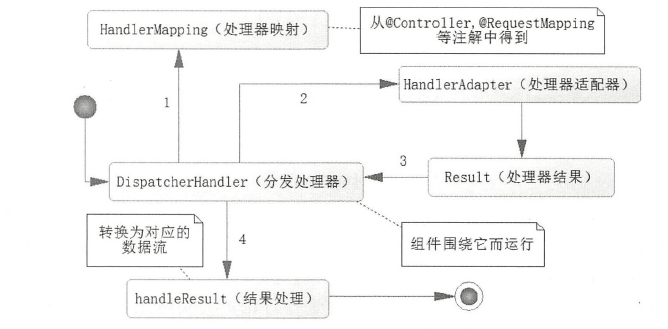 HandlerMapping（处理器映射）
从@Controller,@RequestMapping
等注解中得到
1
2
HandlerAdapter（处理器适配器）
3
DispatcherHandler（分发处理器）
Result（处理器结果）
转换为对应的
数据流
4
组件围绕它而运行
handleResult（结果处理）